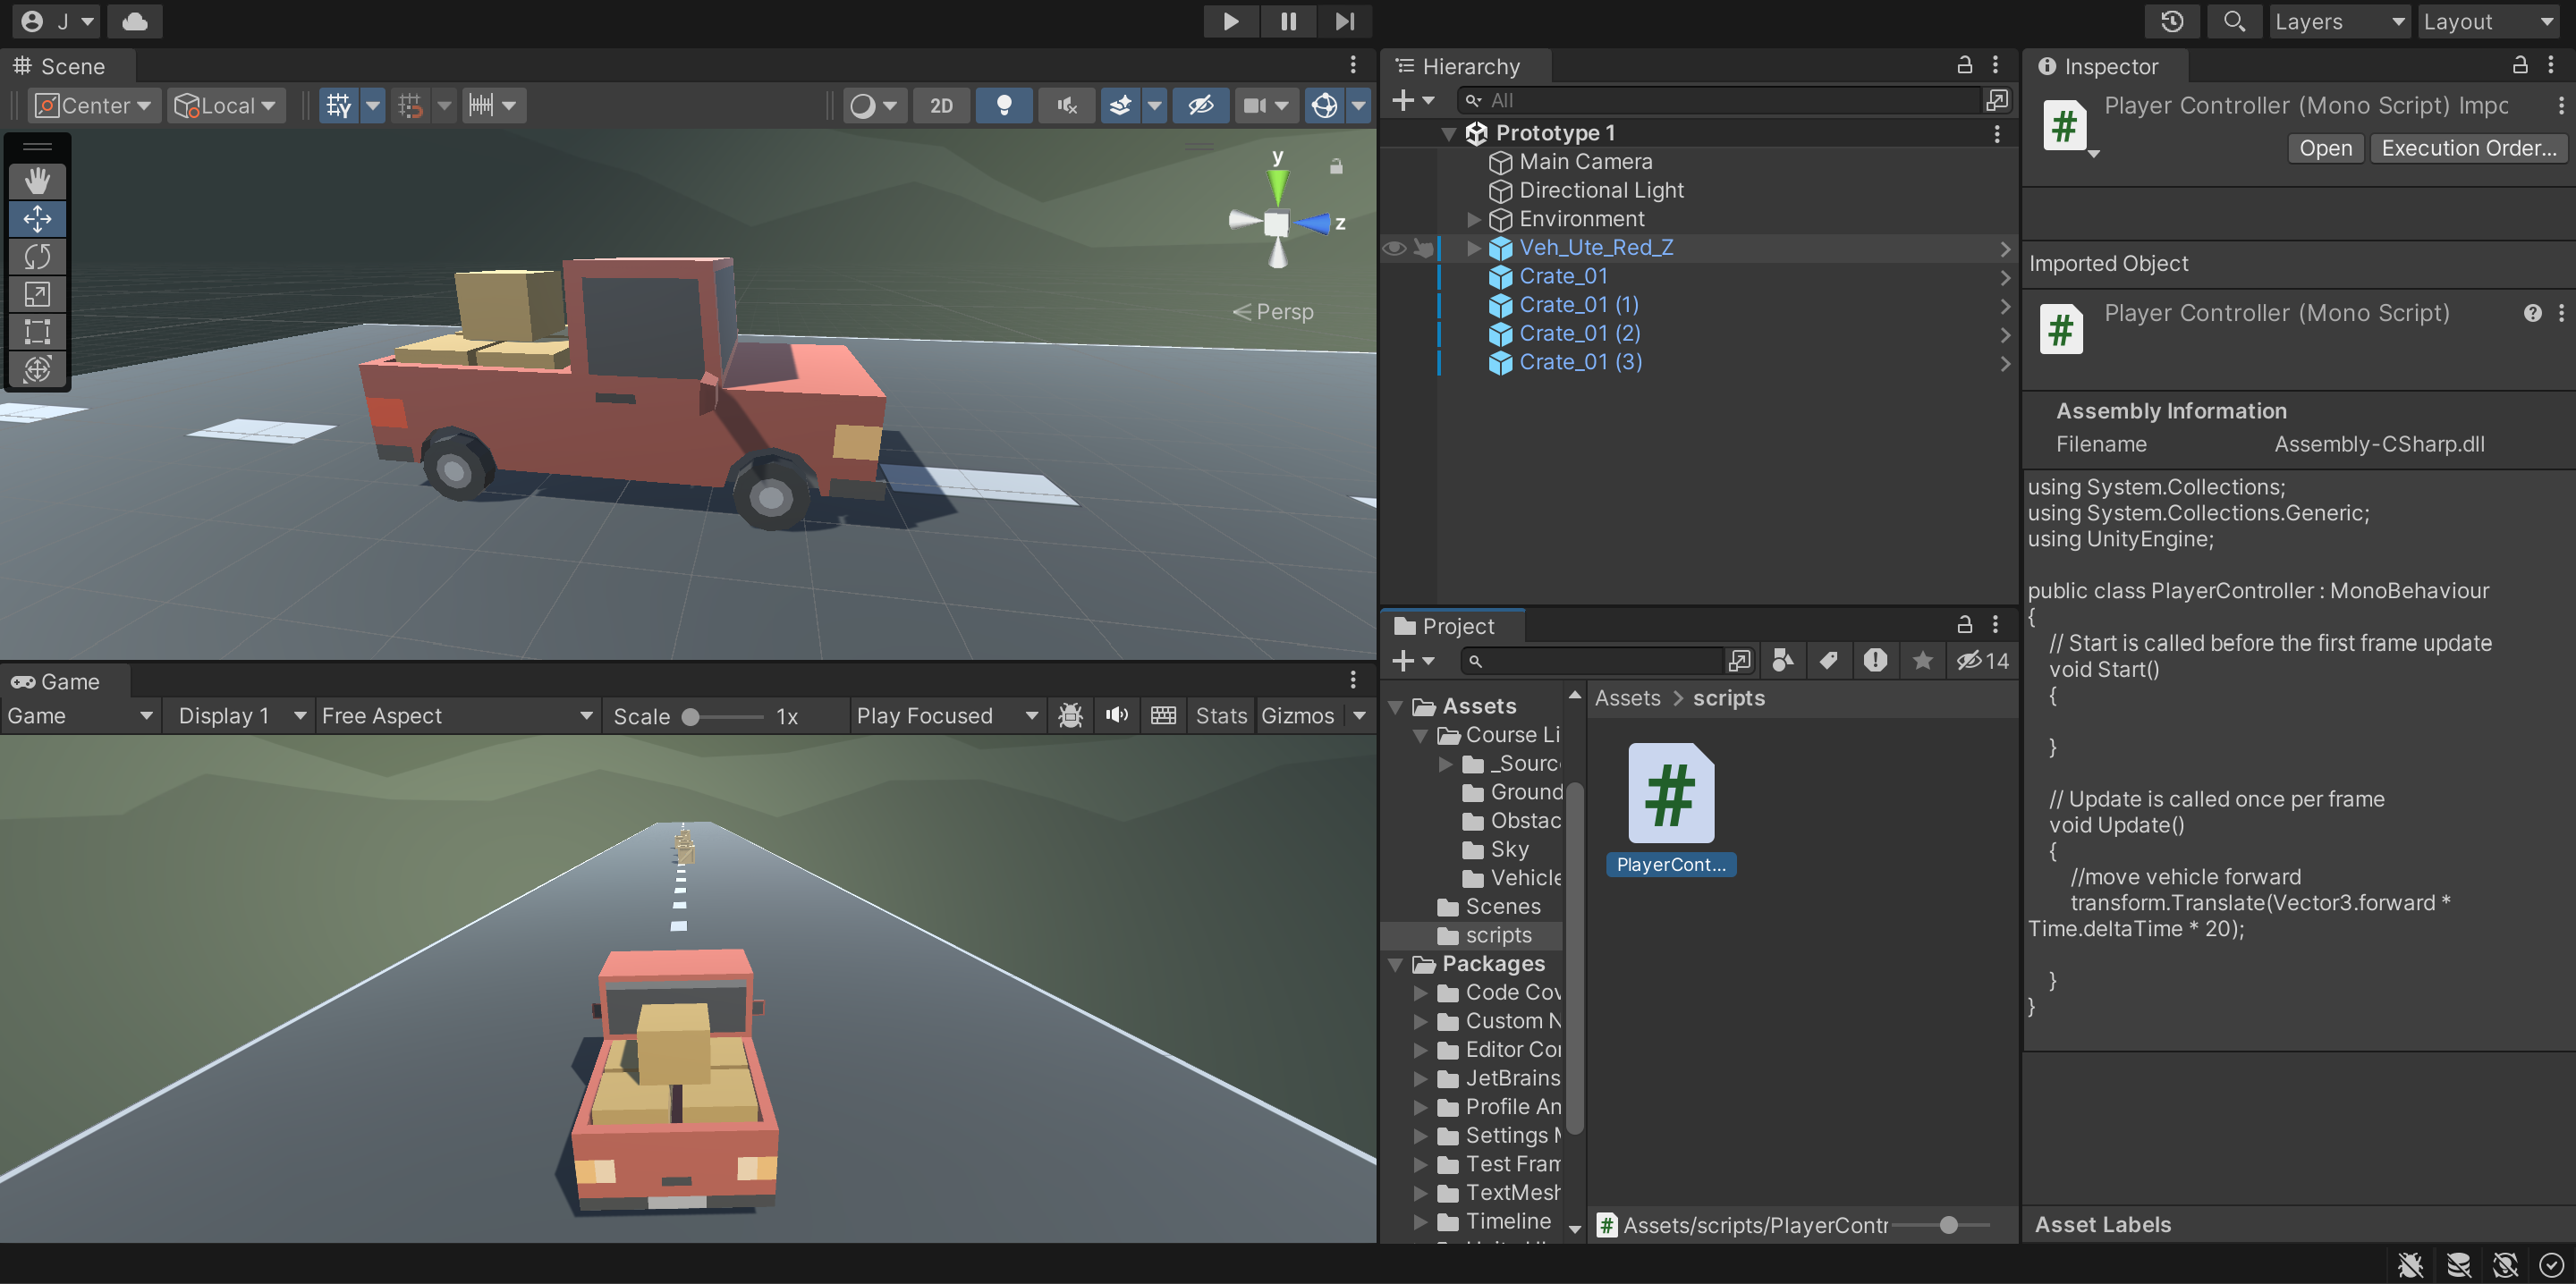 J
Layers
Layout
Scene
Center
Local
2D
y
z
Persp
Game
Game
Display 1
Free Aspect
Scale
1x
Play Focused
Stats
Gizmos
Hierarchy
All
Prototype 1
Main Camera
Directional Light
Environment
Veh_Ute_Red_Z
Crate_01
Crate_01 (1)
Crate_01 (2)
Crate_01 (3)
Project
14
Assets
Course Li
_Sourc
Ground
Obstac
Sky
Vehicle
Scenes
scripts
Packages
Code Cov
Custom N
Editor Co
JetBrains
Profile An
Settings M
Test Fram
TextMesh
Timeline
Assets > scripts
#
PlayerCont...
# Assets/scripts/PlayerContr
Inspector
# Player Controller (Mono Script) Impo
Open
Execution Order...
Imported Object
# Player Controller (Mono Script)
Assembly Information
Filename Assembly-CSharp.dll
using System.Collections;
using System.Collections.Generic;
using UnityEngine;
public class PlayerController : MonoBehaviour
{
// Start is called before the first frame update
void Start()
{
}
// Update is called once per frame
void Update()
{
//move vehicle forward
transform.Translate(Vector3.forward *
Time.deltaTime * 20);
}
}
Asset Labels